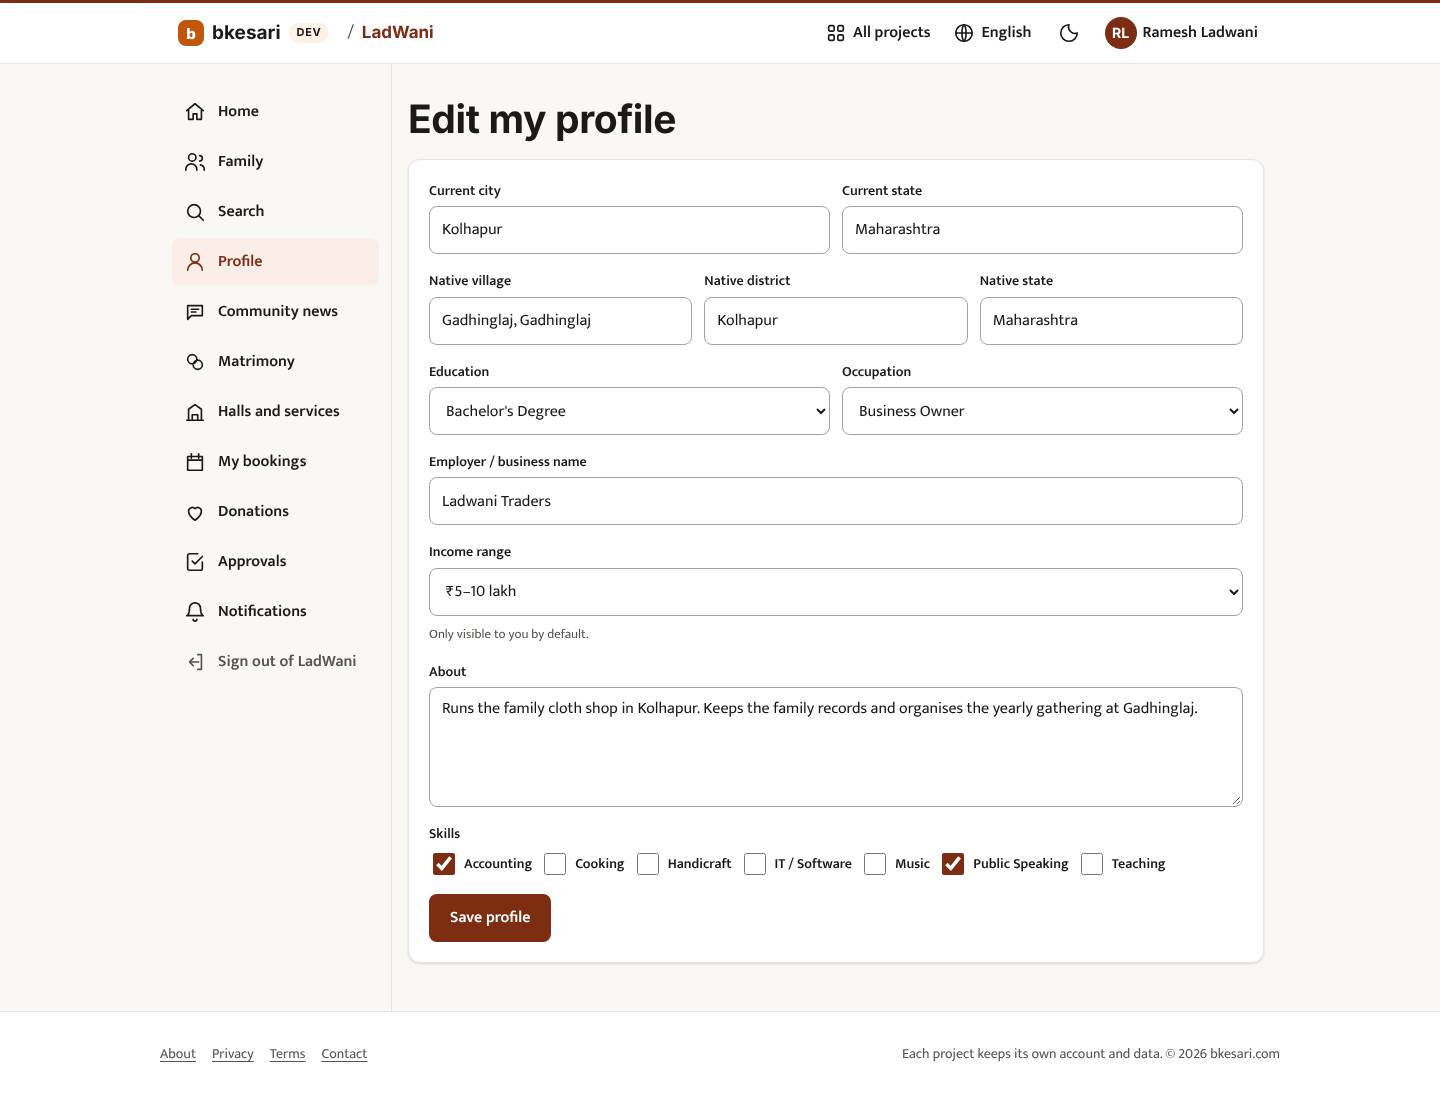 b bkesari DEV / LadWani
All projects English RL Ramesh Ladwani
Home
Family
Search
Profile
Community news
Matrimony
Halls and services
My bookings
Donations
Approvals
Notifications
Sign out of LadWani
Edit my profile
Current city Current state
Kolhapur Maharashtra
Native village Native district Native state
Gadhinglaj, Gadhinglaj Kolhapur Maharashtra
Education Occupation
Bachelor's Degree Business Owner
Employer / business name
Ladwani Traders
Income range
₹5–10 lakh
Only visible to you by default.
About
Runs the family cloth shop in Kolhapur. Keeps the family records and organises the yearly gathering at Gadhinglaj.
Skills
Accounting Cooking Handicraft IT / Software Music Public Speaking Teaching
Save profile
About Privacy Terms Contact
Each project keeps its own account and data. © 2026 bkesari.com